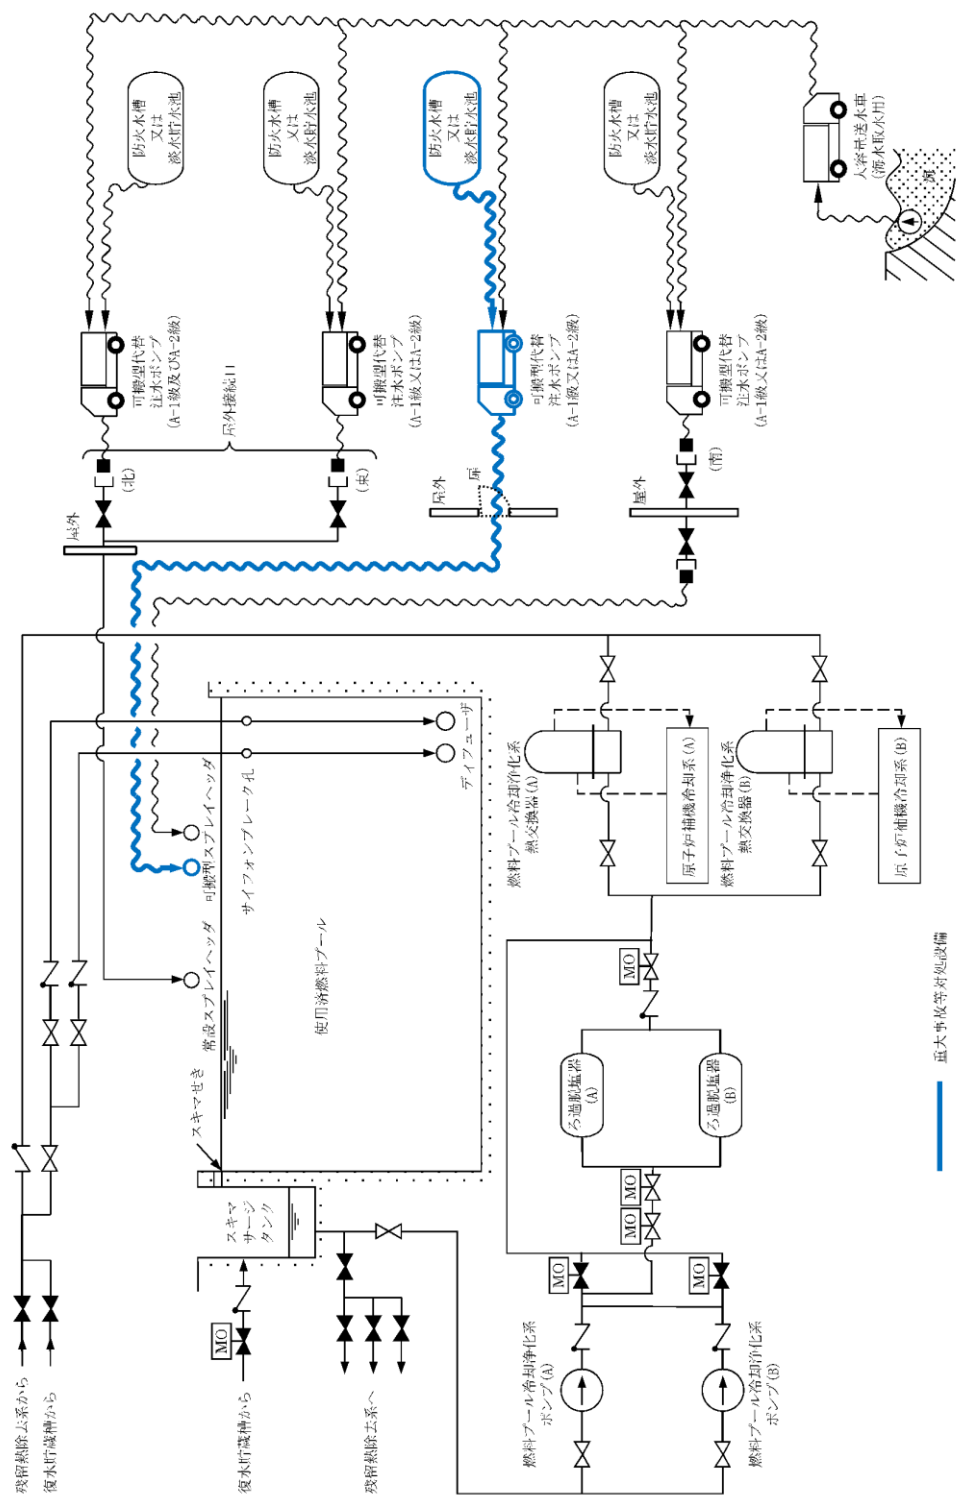 残留熱除去系から
復水貯蔵槽から
復水貯蔵槽から
残留熱除去系へ
MO
スキマ
サージ
タンク
スキマせき
常設スプレイヘッダ
可搬型スプレイヘッダ
サイフォンブレーク孔
ディフューザ
使用済燃料プール
屋外
(北)
(東)
屋外接続口
可搬型代替
注水ポンプ
(A-1級及びA-2級)
防火水槽
又は
淡水貯水池
可搬型代替
注水ポンプ
(A-1級又はA-2級)
防火水槽
又は
淡水貯水池
屋外
扉
可搬型代替
注水ポンプ
(A-1級又はA-2級)
防火水槽
又は
淡水貯水池
屋外
(南)
可搬型代替
注水ポンプ
(A-1級又はA-2級)
防火水槽
又は
淡水貯水池
大容量送水車
(海水取水用)
海
燃料プール冷却浄化系
熱交換器(A)
原子炉補機冷却系(A)
燃料プール冷却浄化系
熱交換器(B)
原子炉補機冷却系(B)
MO
ろ過脱塩器
(A)
ろ過脱塩器
(B)
MO
MO
MO
MO
燃料プール冷却浄化系
ポンプ(A)
燃料プール冷却浄化系
ポンプ(B)
重大事故等対処設備